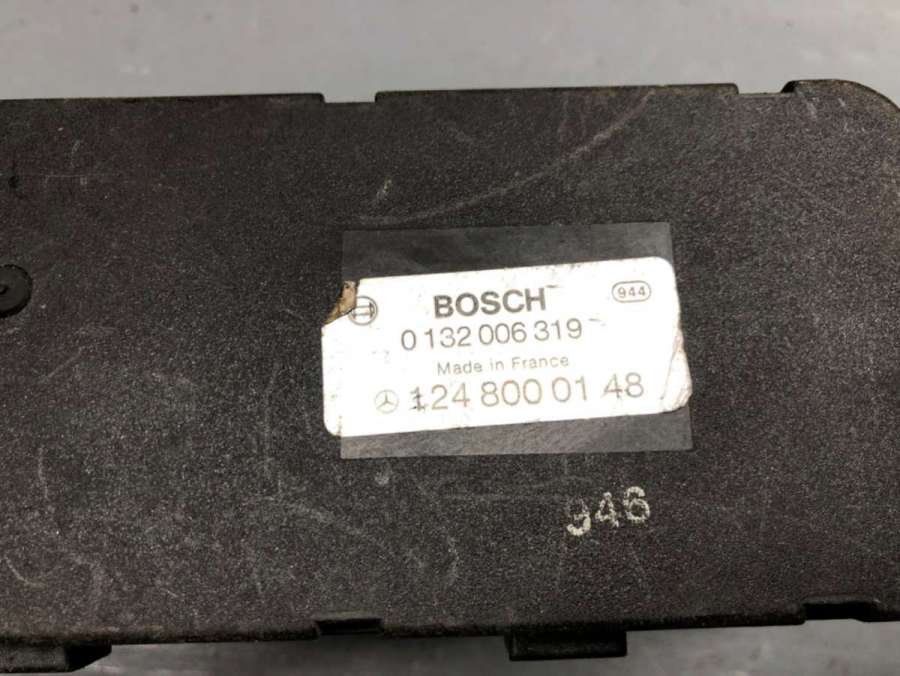 BOSCH 944
0 132 006 319
Made in France
124 800 01 48
946